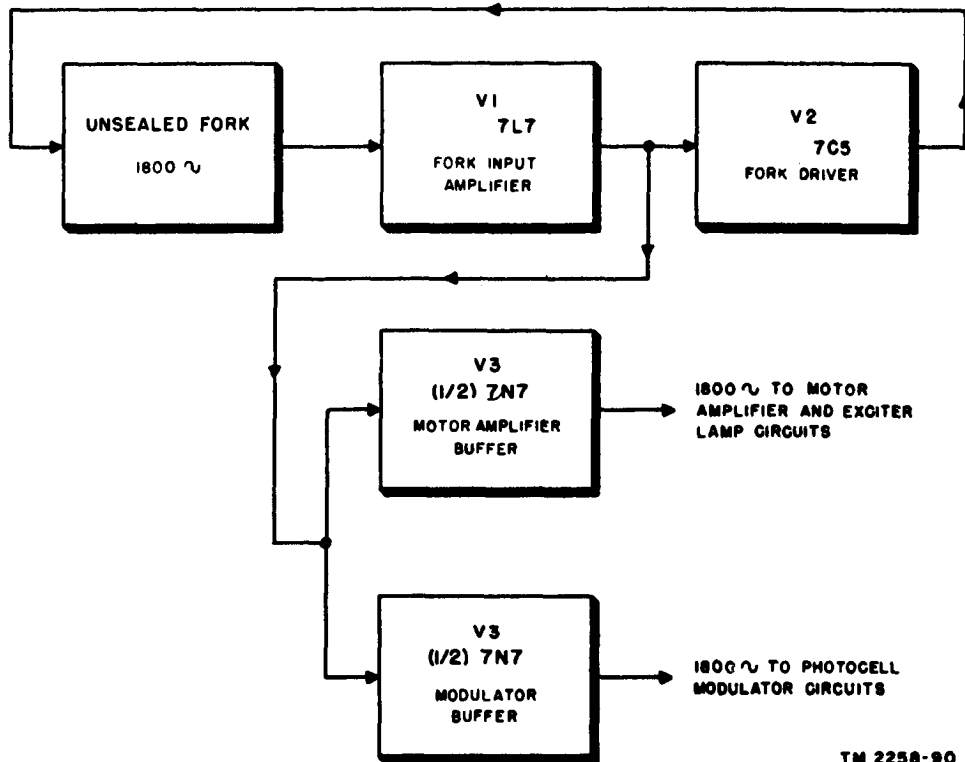 UNSEALED FORK
1800 ∿
V1
7L7
FORK INPUT
AMPLIFIER
V2
7C5
FORK DRIVER
V3
(1/2) 7N7
MOTOR AMPLIFIER
BUFFER
1800 ∿ TO MOTOR
AMPLIFIER AND EXCITER
LAMP CIRCUITS
V3
(1/2) 7N7
MODULATOR
BUFFER
1800 ∿ TO PHOTOCELL
MODULATOR CIRCUITS
TM 2258-90